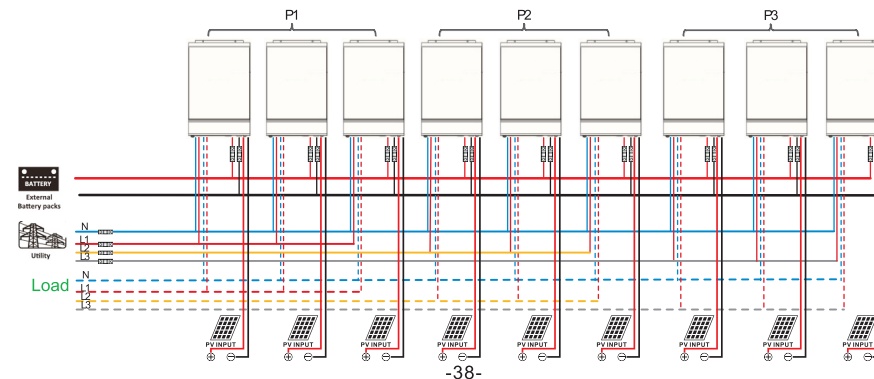 P1 P2 P3
BATTERY
External
Battery packs
Utility
N
L1
L2
L3
Load
N
L1
L2
L3
PV INPUT PV INPUT PV INPUT PV INPUT PV INPUT PV INPUT PV INPUT PV INPUT PV INPUT
-38-